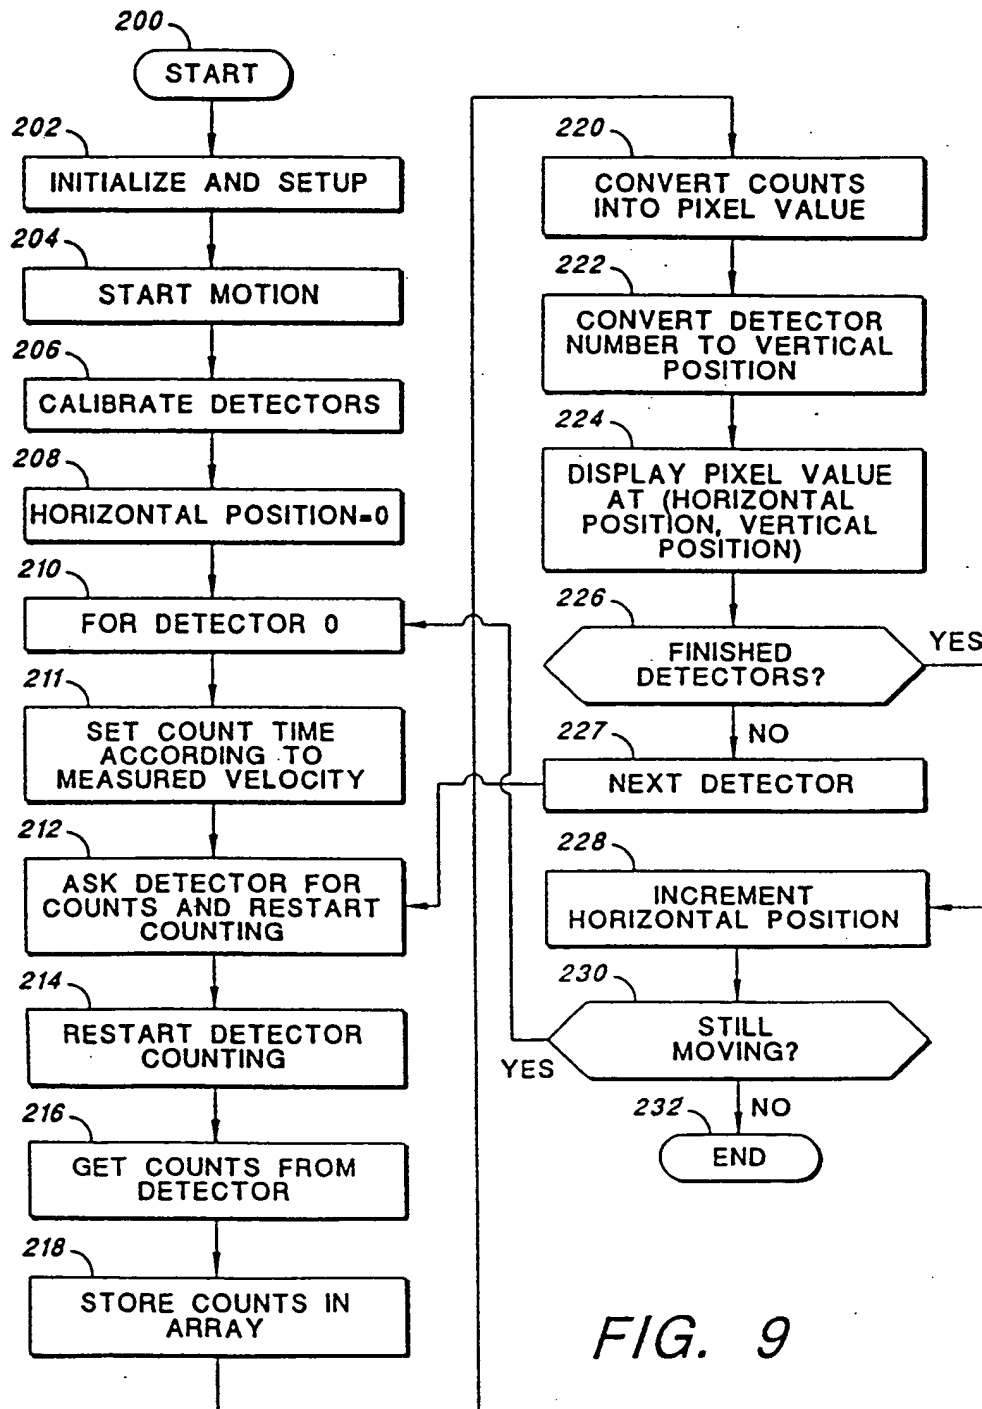 200
START
202
INITIALIZE AND SETUP
204
START MOTION
206
CALIBRATE DETECTORS
208
HORIZONTAL POSITION=0
210
FOR DETECTOR 0
211
SET COUNT TIME
ACCORDING TO
MEASURED VELOCITY
212
ASK DETECTOR FOR
COUNTS AND RESTART
COUNTING
214
RESTART DETECTOR
COUNTING
216
GET COUNTS FROM
DETECTOR
218
STORE COUNTS IN
ARRAY
220
CONVERT COUNTS
INTO PIXEL VALUE
222
CONVERT DETECTOR
NUMBER TO VERTICAL
POSITION
224
DISPLAY PIXEL VALUE
AT (HORIZONTAL
POSITION, VERTICAL
POSITION)
226
FINISHED
DETECTORS?
YES
NO
227
NEXT DETECTOR
228
INCREMENT
HORIZONTAL POSITION
230
STILL
MOVING?
YES
NO
232
END
FIG. 9